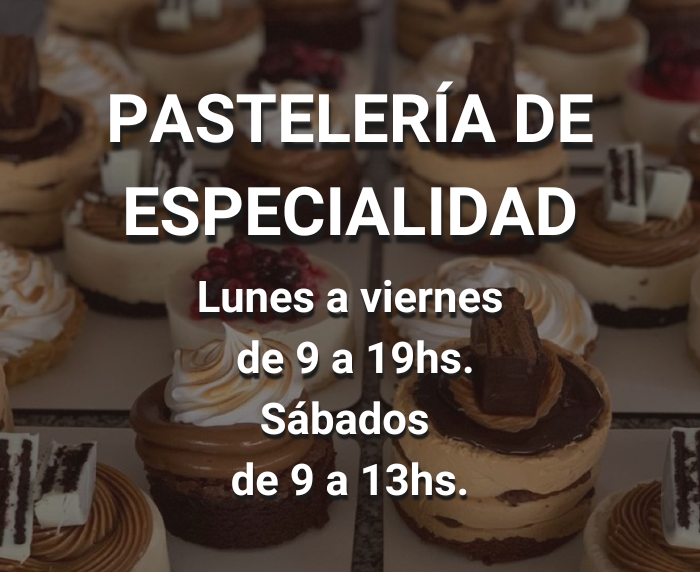 PASTELERÍA DE
ESPECIALIDAD
Lunes a viernes
de 9 a 19hs.
Sábados
de 9 a 13hs.